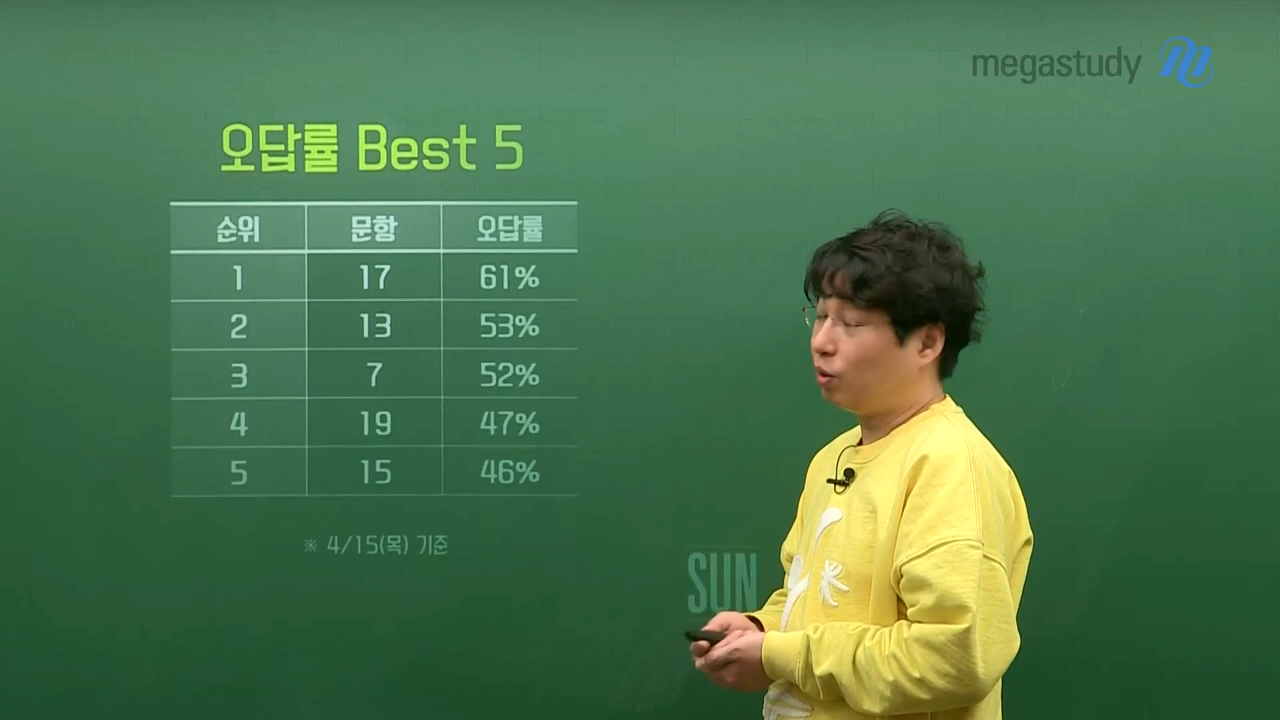 megastudy
오답률 Best 5
순위 문항 오답률
1 17 61%
2 13 53%
3 7 52%
4 19 47%
5 15 46%
※ 4/15(목) 기준
SUN